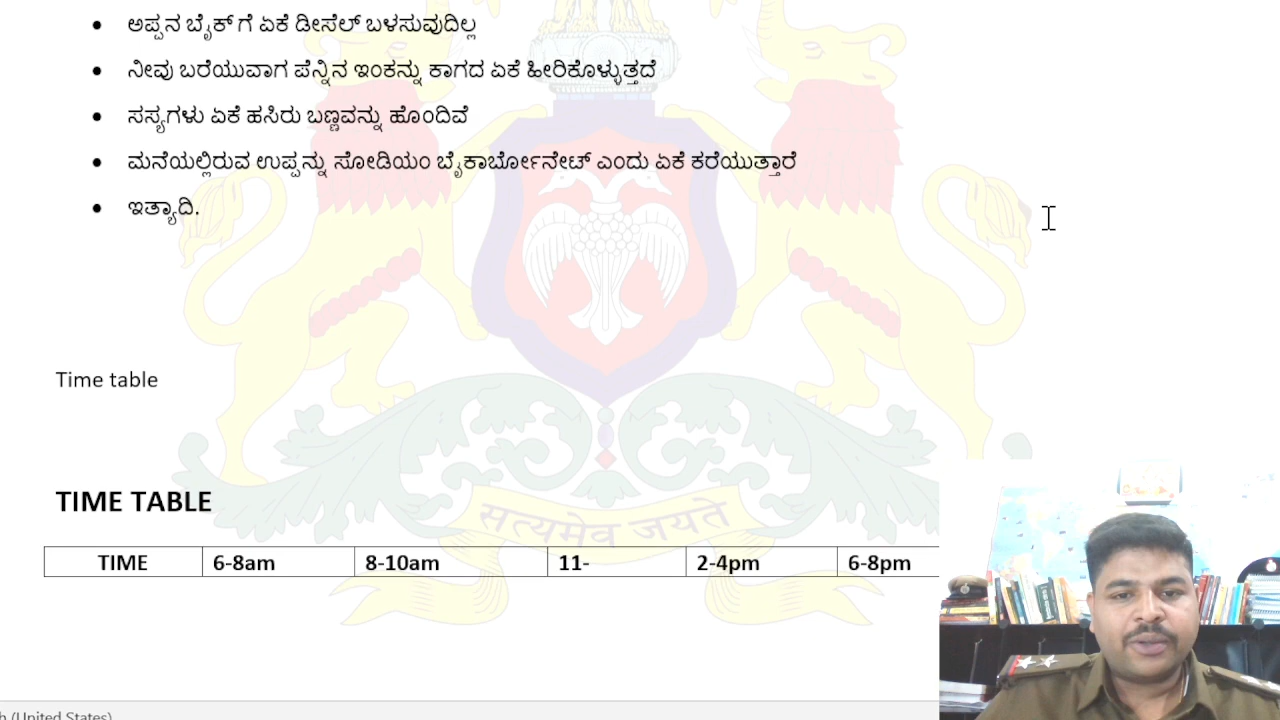 • ಅಪ್ಪನ ಬೈಕ್ ಗೆ ಏಕೆ ಡೀಸೆಲ್ ಬಳಸುವುದಿಲ್ಲ
• ನೀವು ಬರೆಯುವಾಗ ಪೆನ್ನಿನ ಇಂಕನ್ನು ಕಾಗದ ಏಕೆ ಹೀರಿಕೊಳ್ಳುತ್ತದೆ
• ಸಸ್ಯಗಳು ಏಕೆ ಹಸಿರು ಬಣ್ಣವನ್ನು ಹೊಂದಿವೆ
• ಮನೆಯಲ್ಲಿರುವ ಉಪ್ಪನ್ನು ಸೋಡಿಯಂ ಬೈಕಾರ್ಬೋನೇಟ್ ಎಂದು ಏಕೆ ಕರೆಯುತ್ತಾರೆ
• ಇತ್ಯಾದಿ.
Time table
TIME TABLE
सत्यमेव जयते
TIME 6-8am 8-10am 11- 2-4pm 6-8pm
(United States)